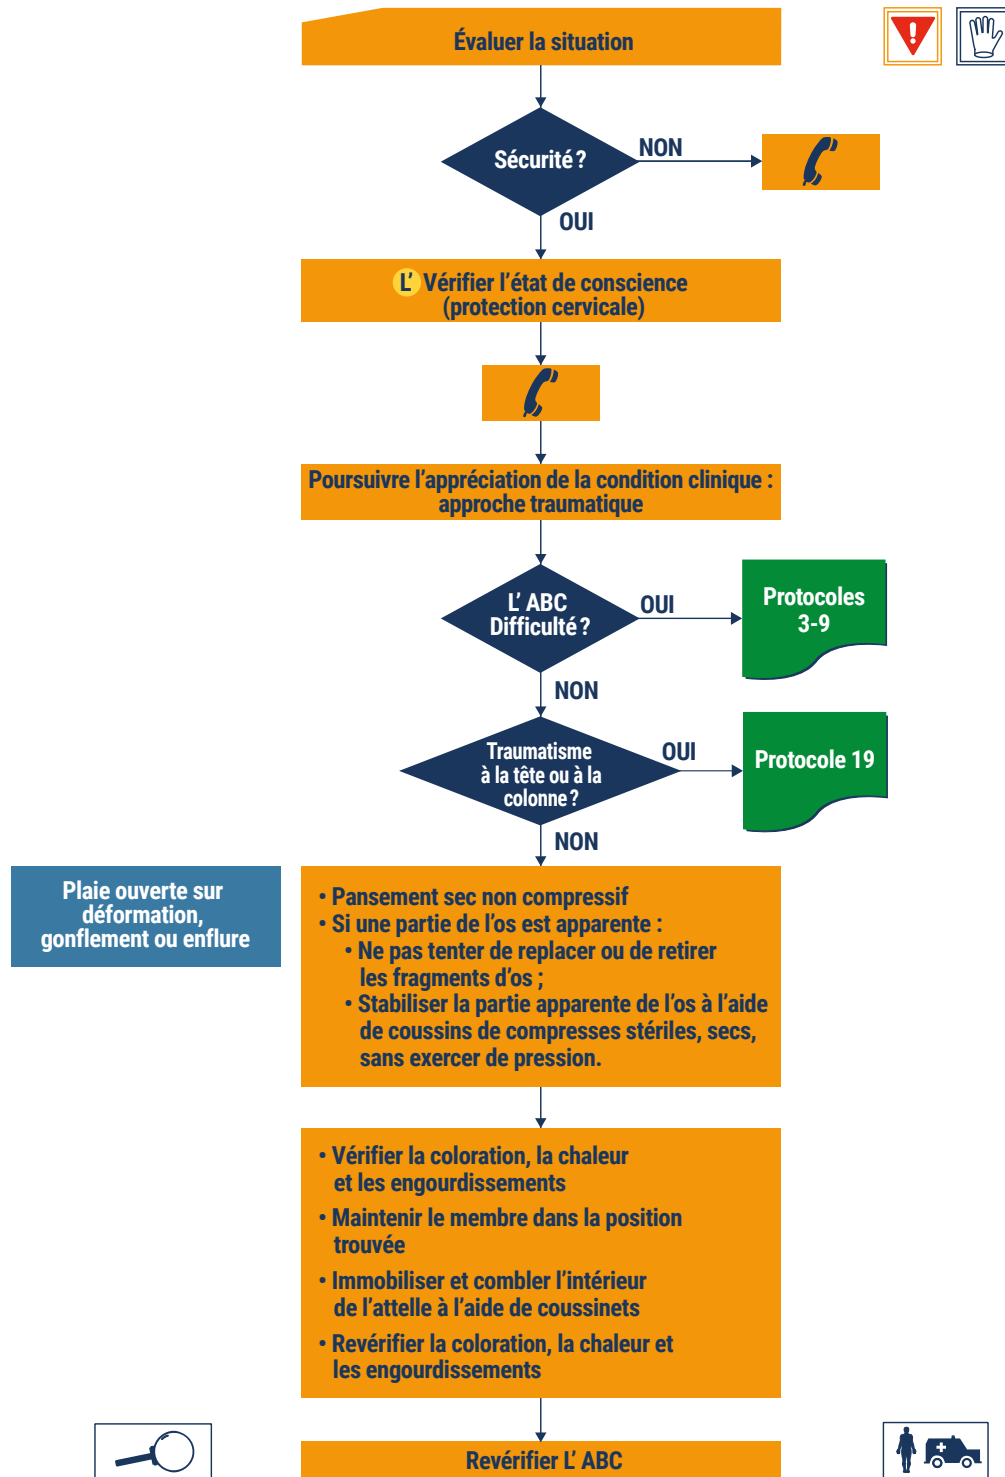 Évaluer la situation
Sécurité ?
NON
OUI
L' Vérifier l'état de conscience
(protection cervicale)
Poursuivre l'appréciation de la condition clinique :
approche traumatique
L' ABC
Difficulté ?
OUI
Protocoles
3-9
NON
Traumatisme
à la tête ou à la
colonne ?
OUI
Protocole 19
NON
Plaie ouverte sur
déformation,
gonflement ou enflure
• Pansement sec non compressif
• Si une partie de l'os est apparente :
• Ne pas tenter de replacer ou de retirer
les fragments d'os ;
• Stabiliser la partie apparente de l'os à l'aide
de coussins de compresses stériles, secs,
sans exercer de pression.
• Vérifier la coloration, la chaleur
et les engourdissements
• Maintenir le membre dans la position
trouvée
• Immobiliser et combler l'intérieur
de l'attelle à l'aide de coussinets
• Revérifier la coloration, la chaleur et
les engourdissements
Revérifier L' ABC